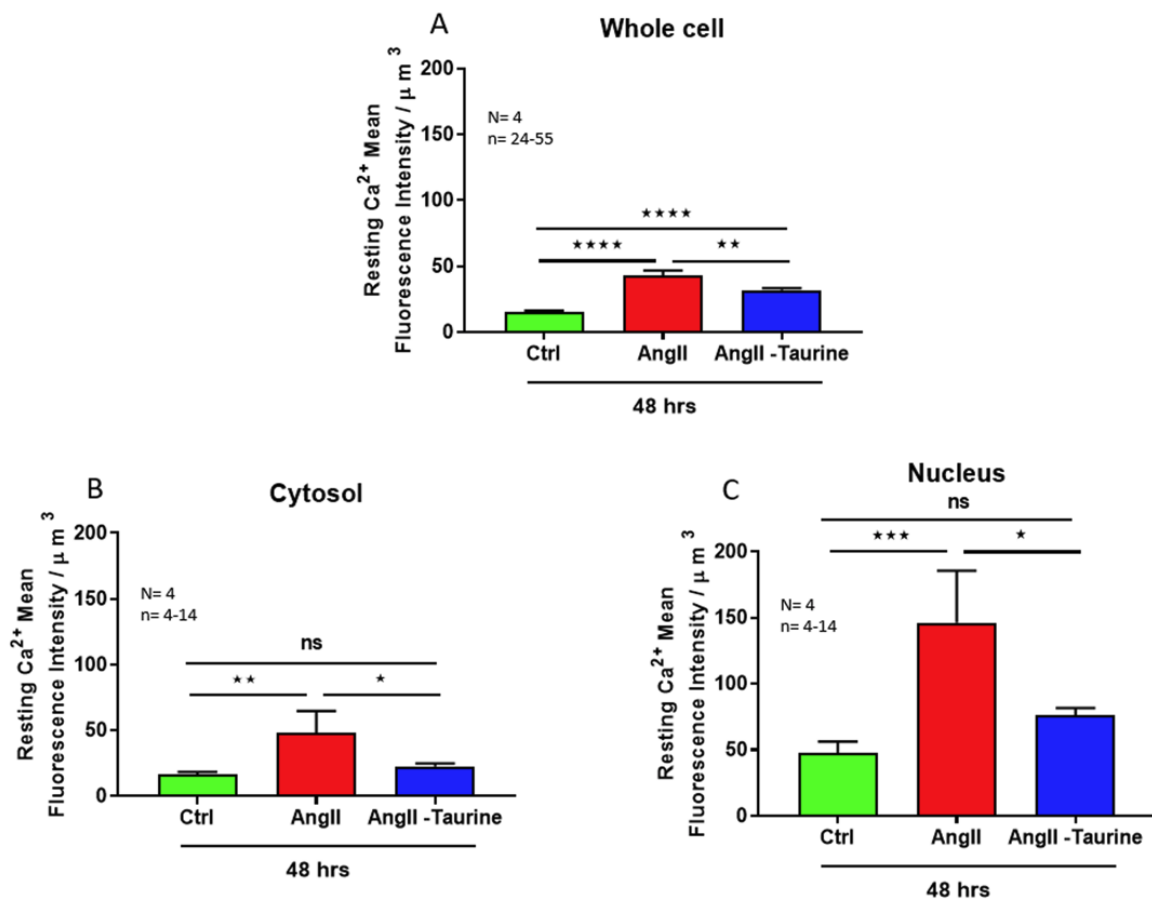 A
Whole cell
Resting Ca²⁺ Mean
Fluorescence Intensity / μ m ³
200
150
100
50
0
N= 4
n= 24-55
★★★★
★★★★
★★
Ctrl
AngII
AngII -Taurine
48 hrs
B
Cytosol
Resting Ca²⁺ Mean
Fluorescence Intensity / μ m ³
200
150
100
50
0
N= 4
n= 4-14
ns
★★
★
Ctrl
AngII
AngII -Taurine
48 hrs
C
Nucleus
Resting Ca²⁺ Mean
Fluorescence Intensity / μ m ³
200
150
100
50
0
N= 4
n= 4-14
ns
★★★
★
Ctrl
AngII
AngII -Taurine
48 hrs